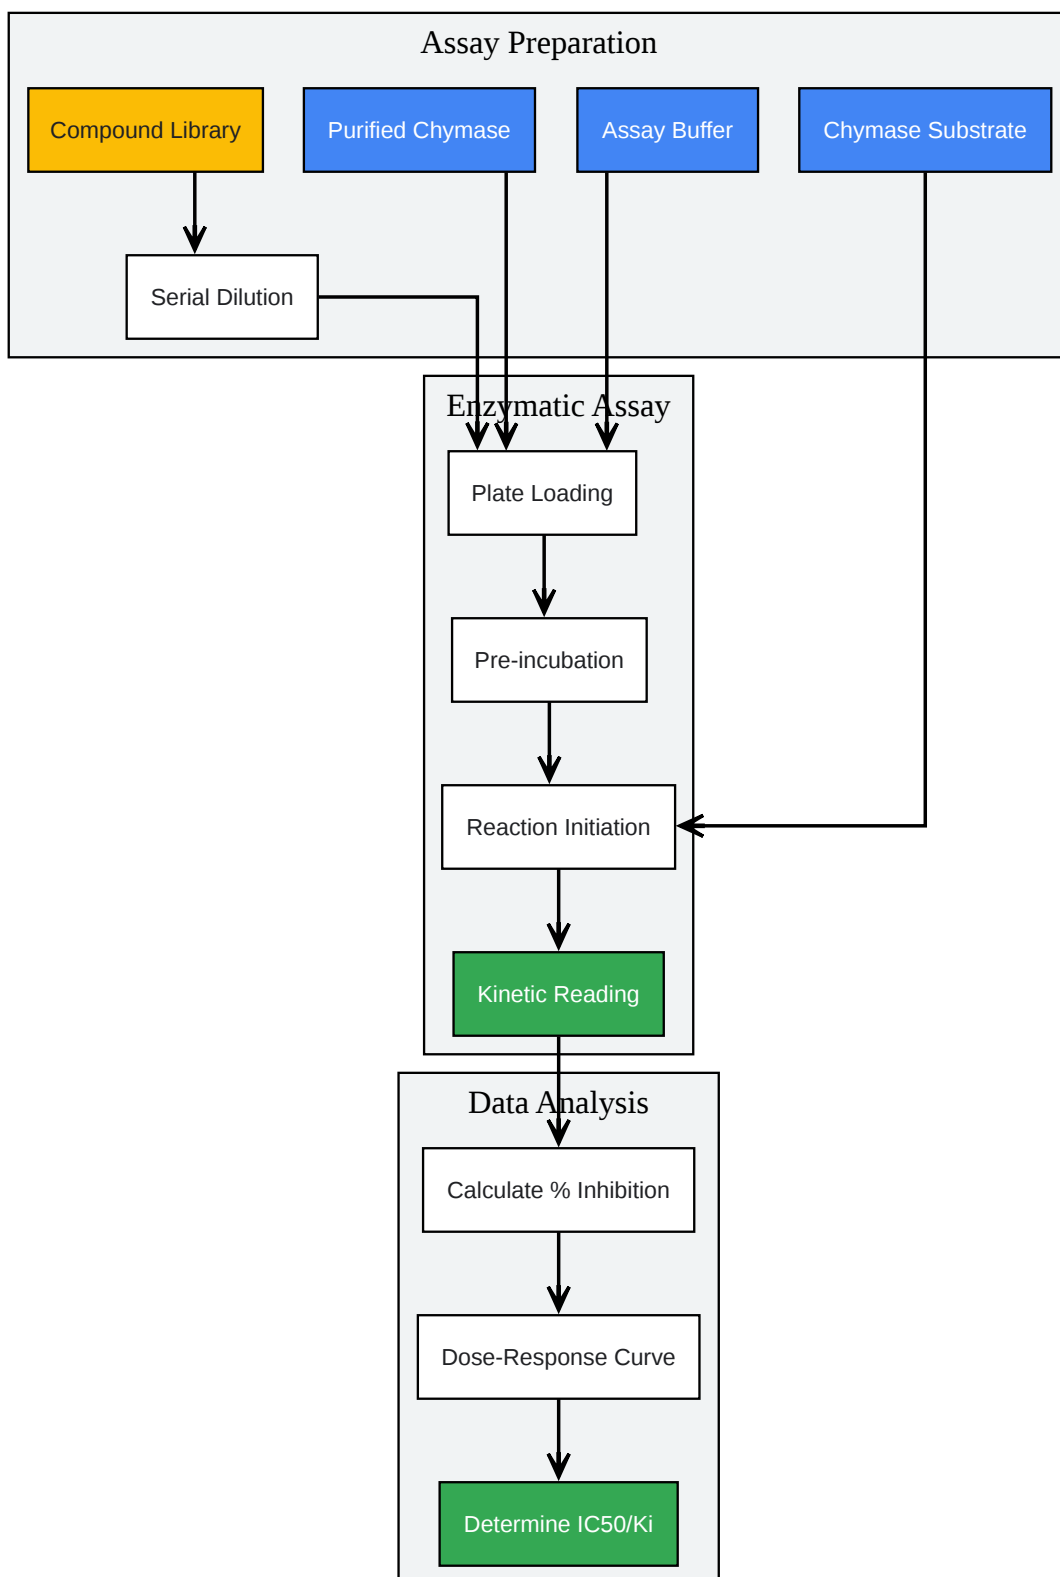 Assay Preparation
Compound Library
Purified Chymase
Assay Buffer
Chymase Substrate
Serial Dilution
Enzymatic Assay
Plate Loading
Pre-incubation
Reaction Initiation
Kinetic Reading
Data Analysis
Calculate % Inhibition
Dose-Response Curve
Determine IC50/Ki